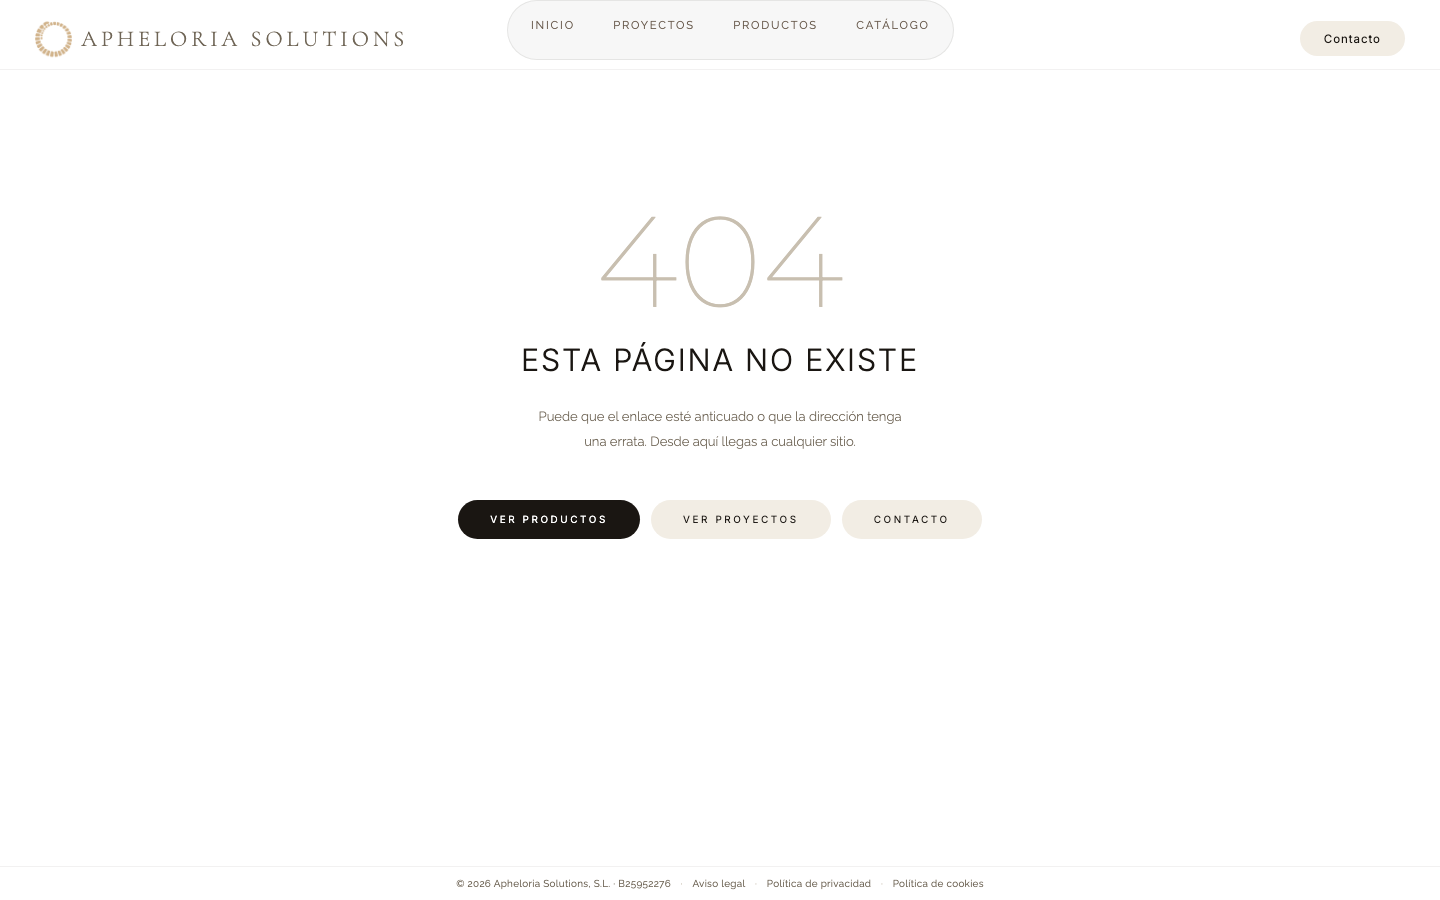 APHELORIA SOLUTIONS
INICIO PROYECTOS PRODUCTOS CATÁLOGO
Contacto
404
ESTA PÁGINA NO EXISTE
Puede que el enlace esté anticuado o que la dirección tenga
una errata. Desde aquí llegas a cualquier sitio.
VER PRODUCTOS VER PROYECTOS CONTACTO
© 2026 Apheloria Solutions, S.L. · B25952276 · Aviso legal · Política de privacidad · Política de cookies